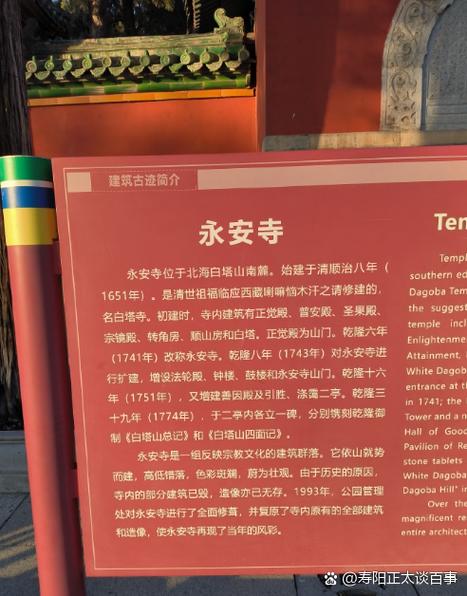 建筑古迹简介
永安寺
永安寺位于北海白塔山南麓。始建于清顺治八年（
1651年）。是清世祖福临应西藏喇嘛恼木汗之请修建的，
名白塔寺。初建时，寺内建筑有正觉殿、普安殿、圣果殿、
宗镜殿、转角房、顺山房和白塔。正觉殿为山门。乾隆六年
（1741年）改称永安寺。乾隆八年（1743年）对永安寺进
行扩建，增设法轮殿、钟楼、鼓楼和永安寺山门。乾隆十六
年（1751年），又增建善因殿及引胜、涤霭二亭。乾隆三
十九年（1774年），于二亭内各立一碑，分别镌刻乾隆御
制《白塔山总记》和《白塔山四面记》。
永安寺是一组反映宗教文化的建筑群落。它依山就势
而建，高低错落，色彩斑斓，蔚为壮观。由于历史的原因，
寺内的部分建筑已毁，造像亦已无存。1993年，公园管理
处对永安寺进行了全面修葺，并复原了寺内原有的全部建筑
和造像，使永安寺再现了当年的风彩。
Ten
Templ
southern ed
Dagoba Tem
the suggest
temple incl
Enlightenme
Attainment,
White Dagob
entrance at th
in 1741; the
Tower and a n
Hall of Good
Pavilion of Re
stone tablets
White Dagoba
Dagoba Hill" in
Over the
magnificent re
entire architect
@寿阳正太谈百事